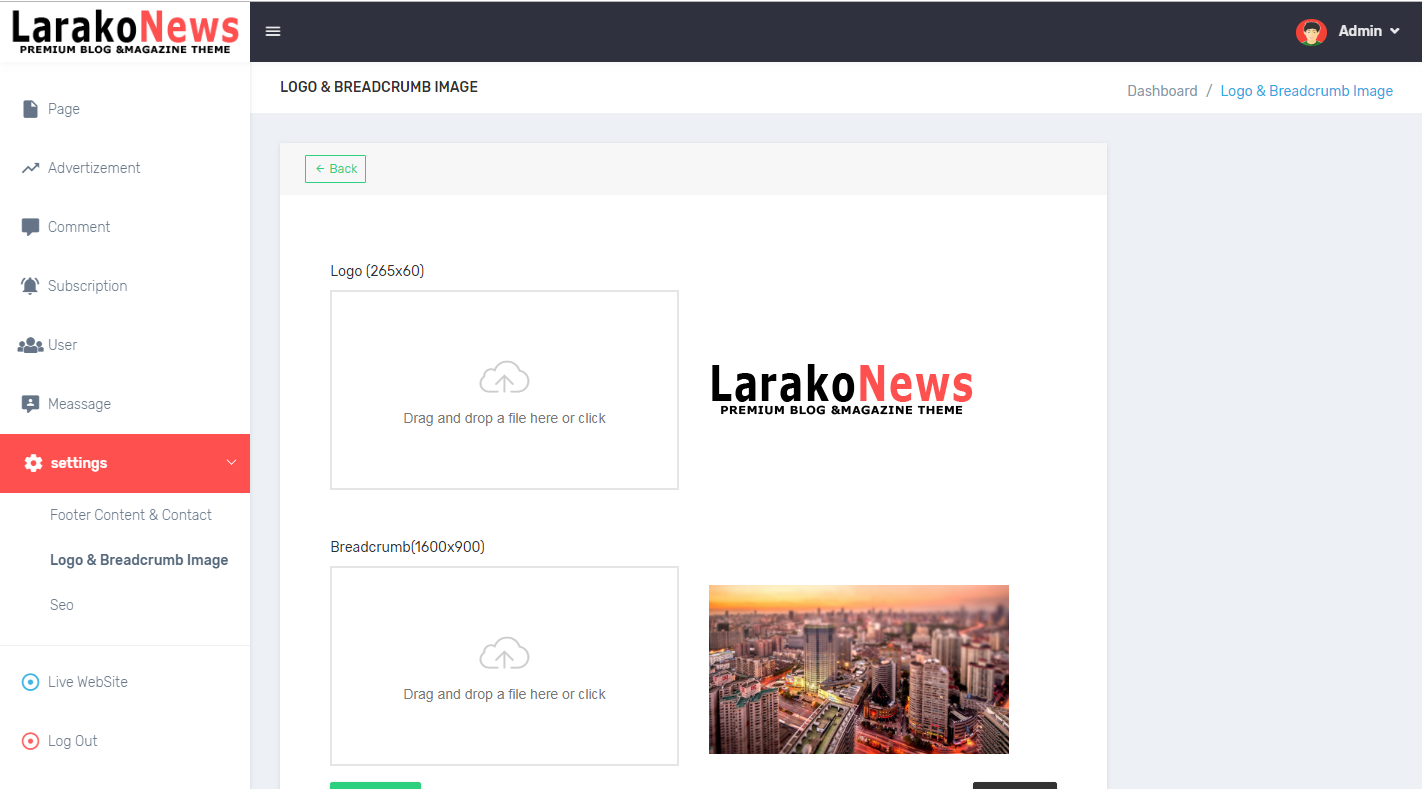 LarakoNews
PREMIUM BLOG &MAGAZINE THEME
Admin
LOGO & BREADCRUMB IMAGE
Dashboard / Logo & Breadcrumb Image
Page
Advertizement
Comment
Subscription
User
Meassage
settings
Footer Content & Contact
Logo & Breadcrumb Image
Seo
Live WebSite
Log Out
← Back
Logo (265x60)
Drag and drop a file here or click
LarakoNews
PREMIUM BLOG &MAGAZINE THEME
Breadcrumb(1600x900)
Drag and drop a file here or click